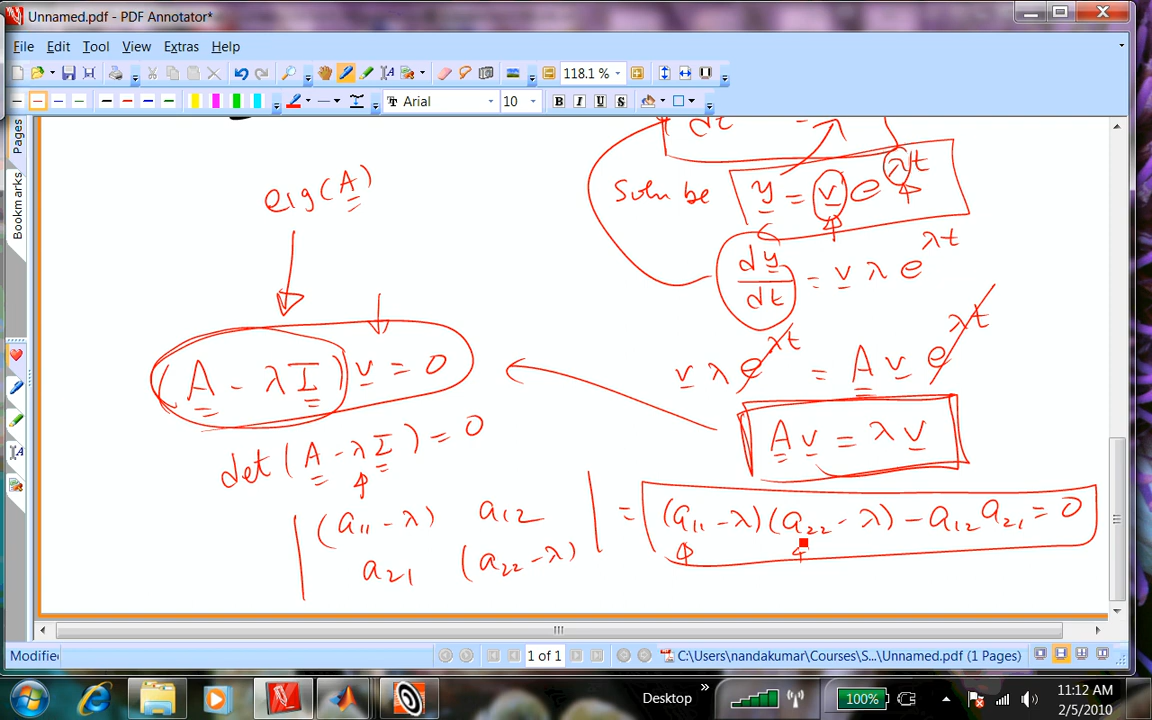 Unnamed.pdf - PDF Annotator*
File Edit Tool View Extras Help
118.1 %
Arial 10 B I U S
Pages
Bookmarks
dt =
eig(A)
Soln be y = v e^λt
dy/dt = v λ e^λt
(A - λI) v = 0
v λ e^λt = A v e^λt
A v = λ v
det(A - λI) = 0
| (a11 - λ) a12 | = (a11 - λ)(a22 - λ) - a12 a21 = 0
a21 (a22 - λ)
Modifie
1 of 1
C:\Users\nandakumar\Courses\S...\Unnamed.pdf (1 Pages)
Desktop »
100%
11:12 AM
2/5/2010